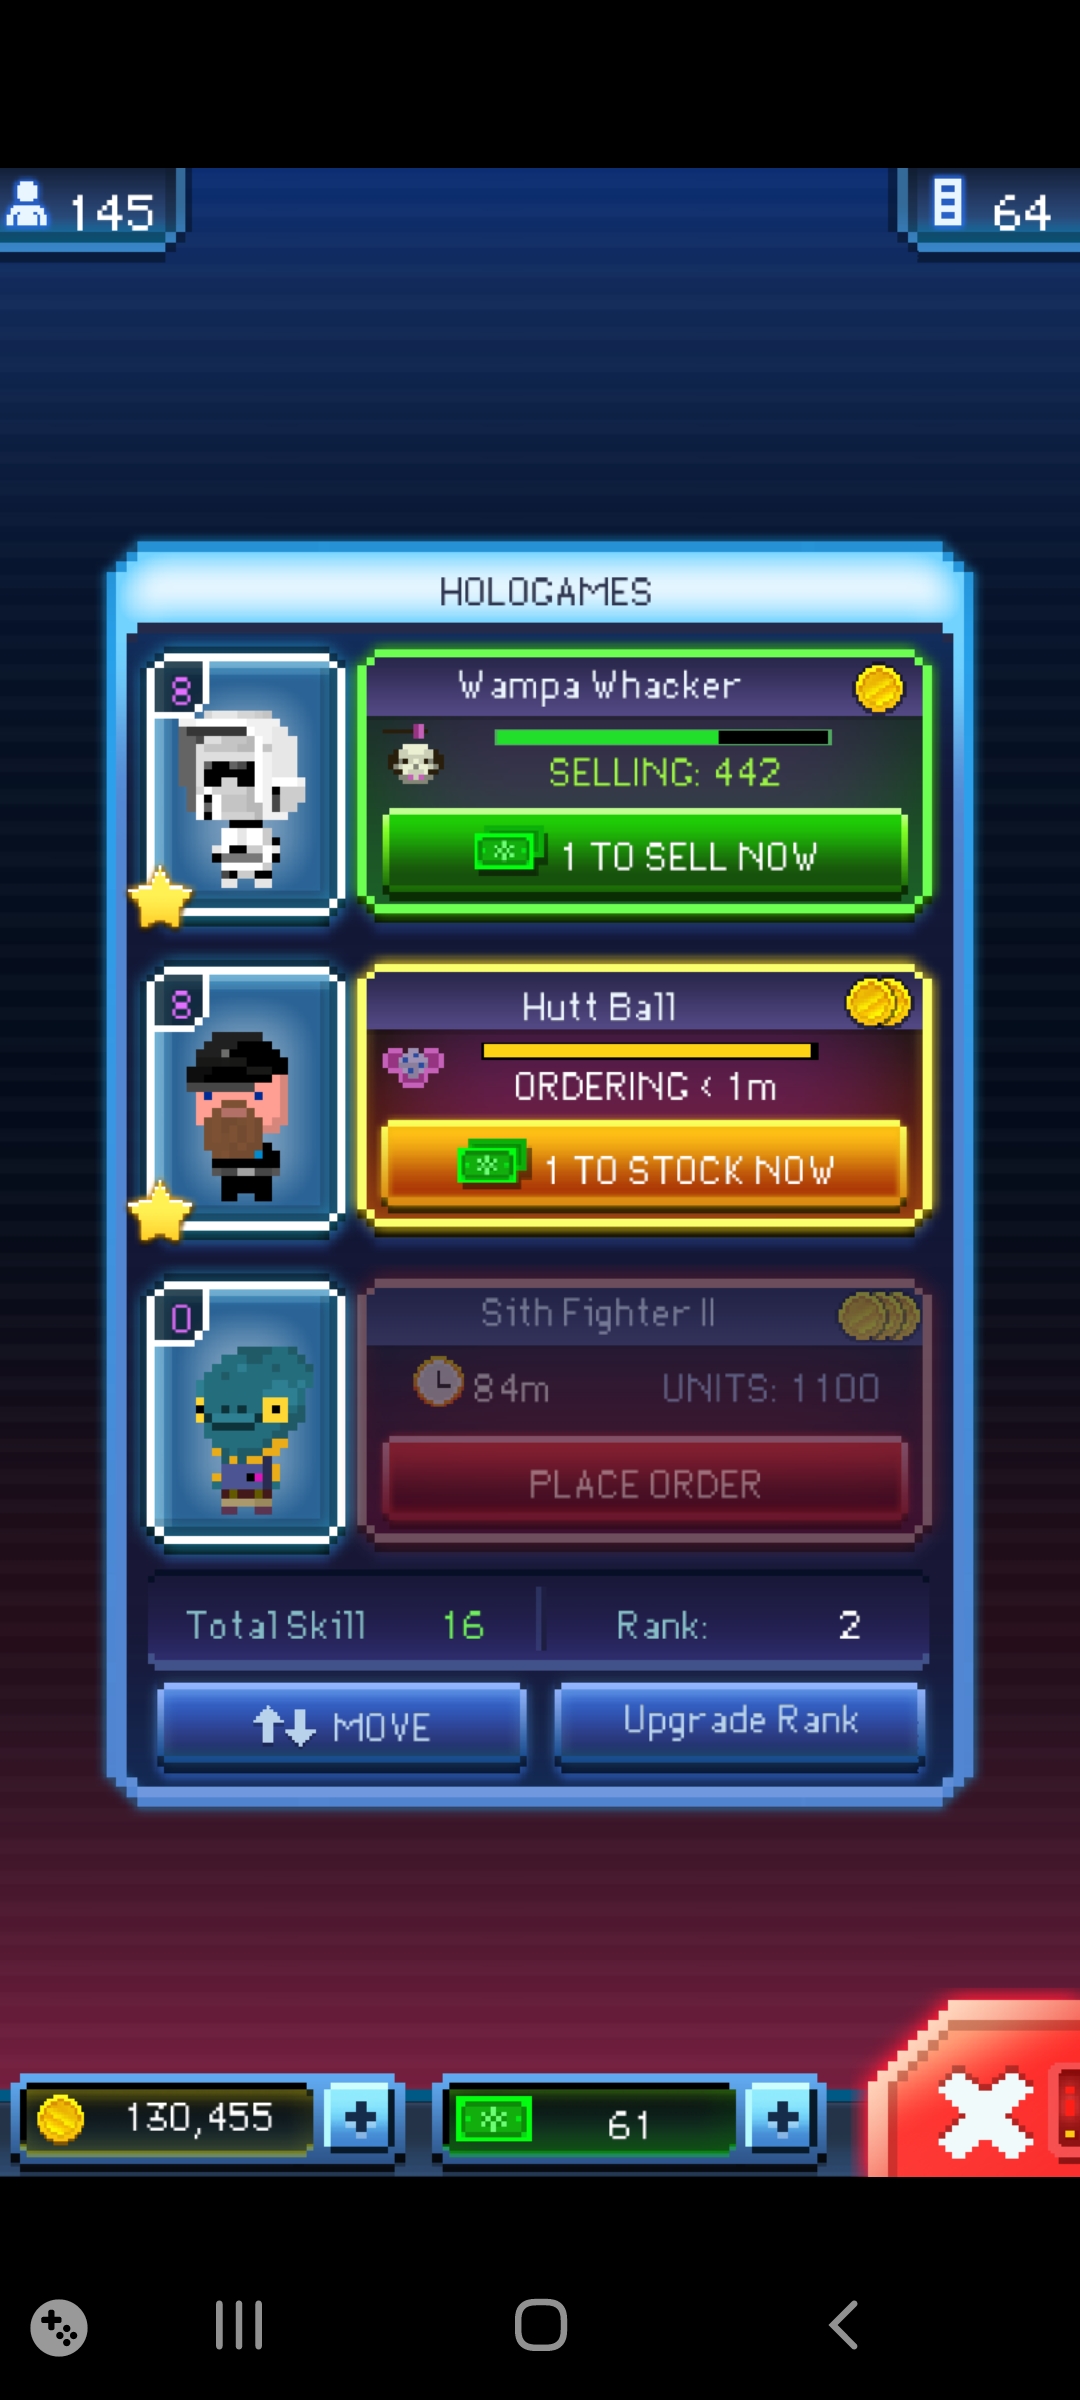 145
64
HOLOGAMES
8
Wampa Whacker
SELLING: 442
1 TO SELL NOW
8
Hutt Ball
ORDERING < 1m
1 TO STOCK NOW
0
Sith Fighter II
84m UNITS: 1100
PLACE ORDER
Total Skill 16 Rank: 2
MOVE Upgrade Rank
130,455 61